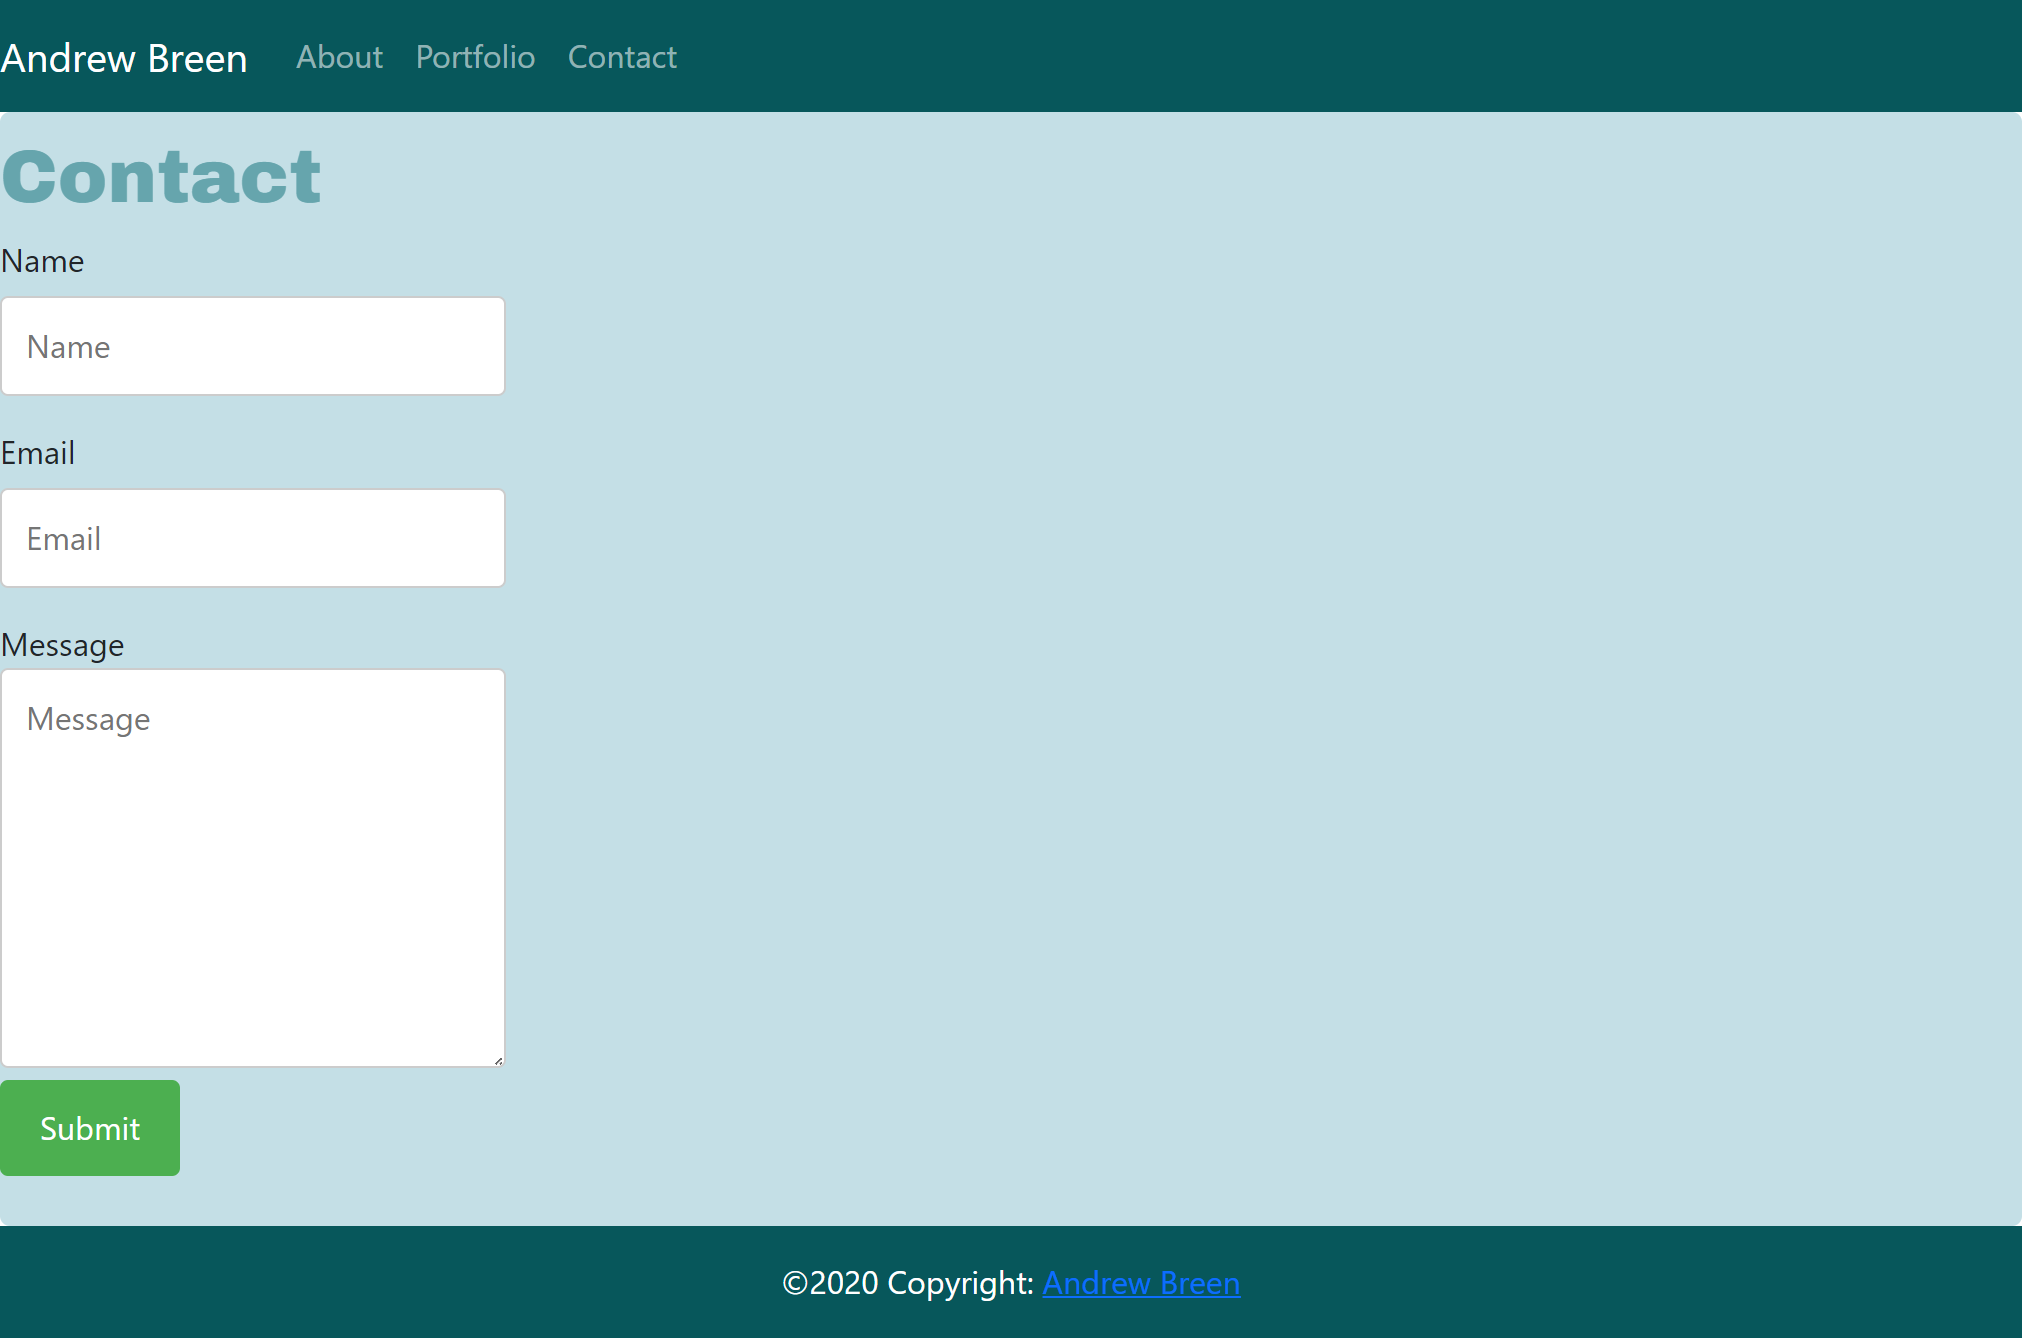 Andrew Breen About Portfolio Contact
Contact
Name
Name
Email
Email
Message
Message
Submit
©2020 Copyright: Andrew Breen